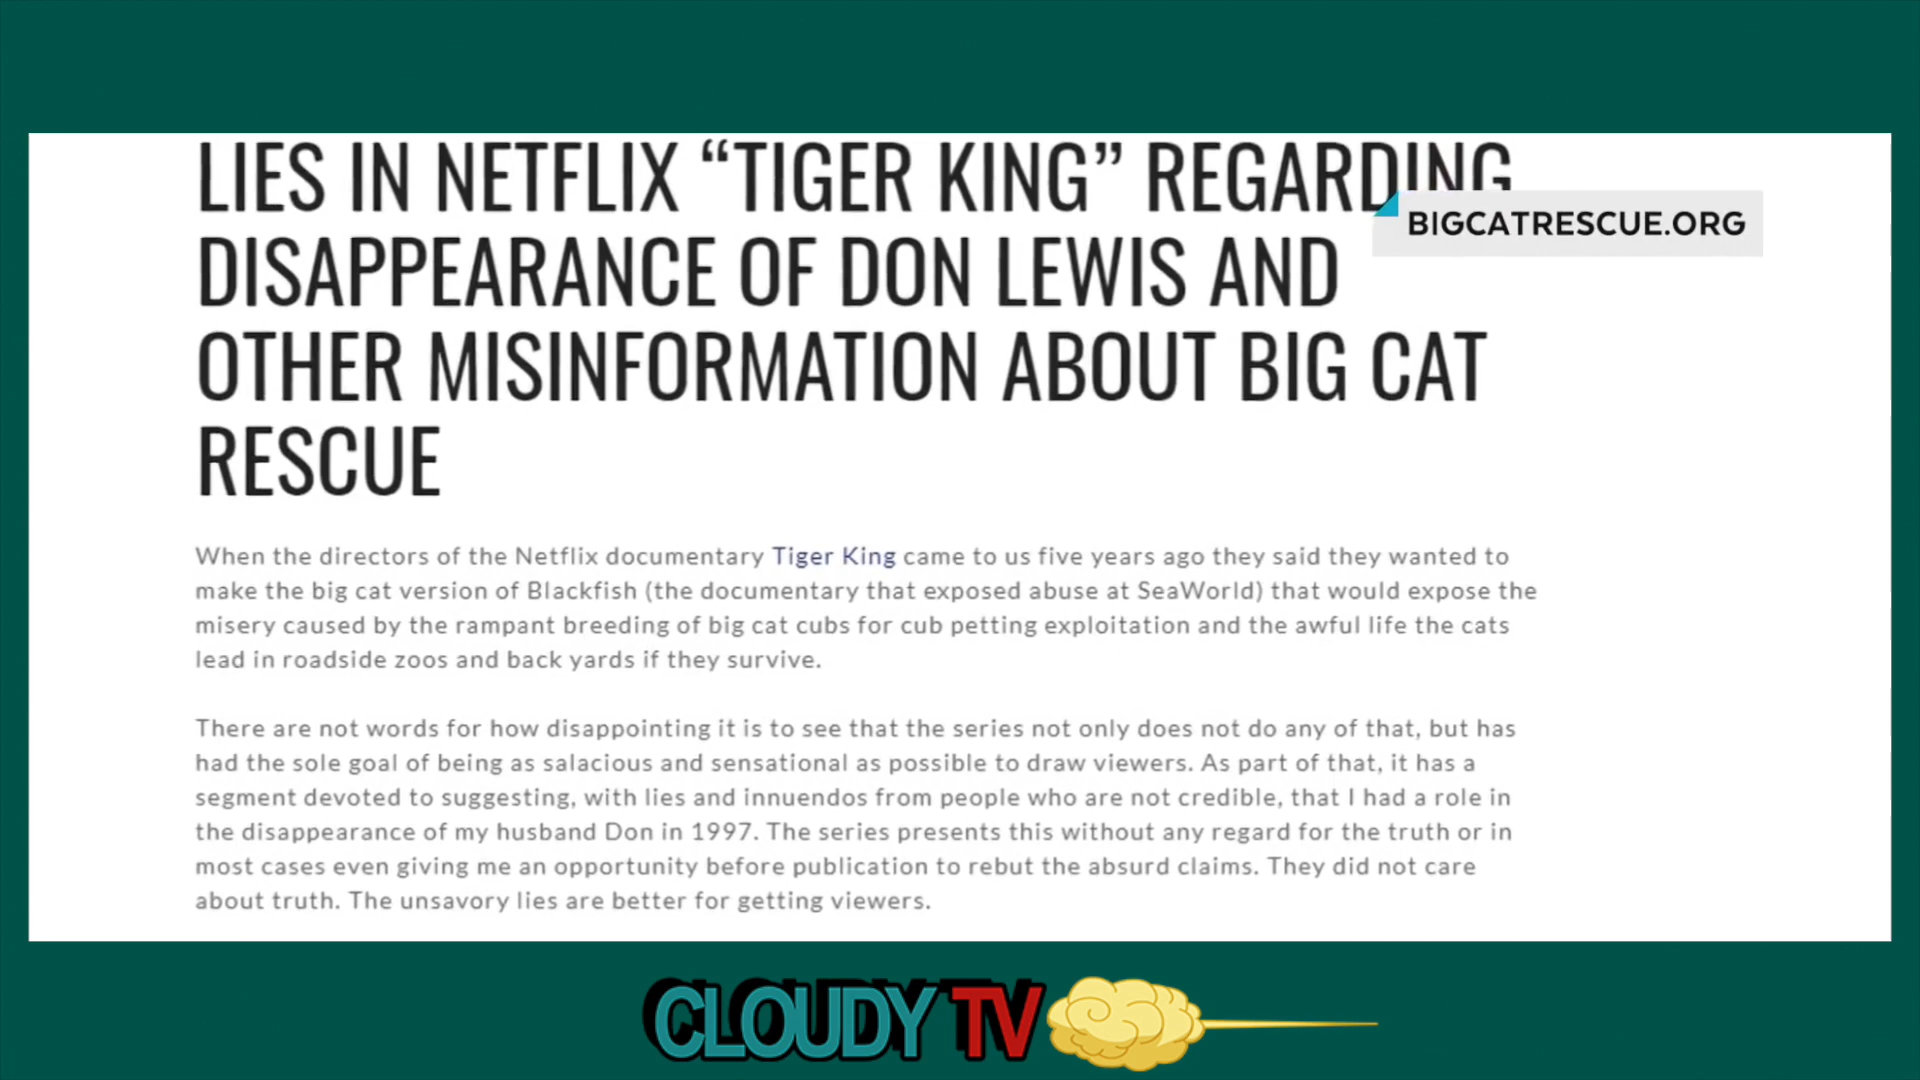 LIES IN NETFLIX “TIGER KING” REGARDING
BIGCATRESCUE.ORG
DISAPPEARANCE OF DON LEWIS AND
OTHER MISINFORMATION ABOUT BIG CAT
RESCUE
When the directors of the Netflix documentary Tiger King came to us five years ago they said they wanted to
make the big cat version of Blackfish (the documentary that exposed abuse at SeaWorld) that would expose the
misery caused by the rampant breeding of big cat cubs for cub petting exploitation and the awful life the cats
lead in roadside zoos and back yards if they survive.
There are not words for how disappointing it is to see that the series not only does not do any of that, but has
had the sole goal of being as salacious and sensational as possible to draw viewers. As part of that, it has a
segment devoted to suggesting, with lies and innuendos from people who are not credible, that I had a role in
the disappearance of my husband Don in 1997. The series presents this without any regard for the truth or in
most cases even giving me an opportunity before publication to rebut the absurd claims. They did not care
about truth. The unsavory lies are better for getting viewers.
CLOUDY TV